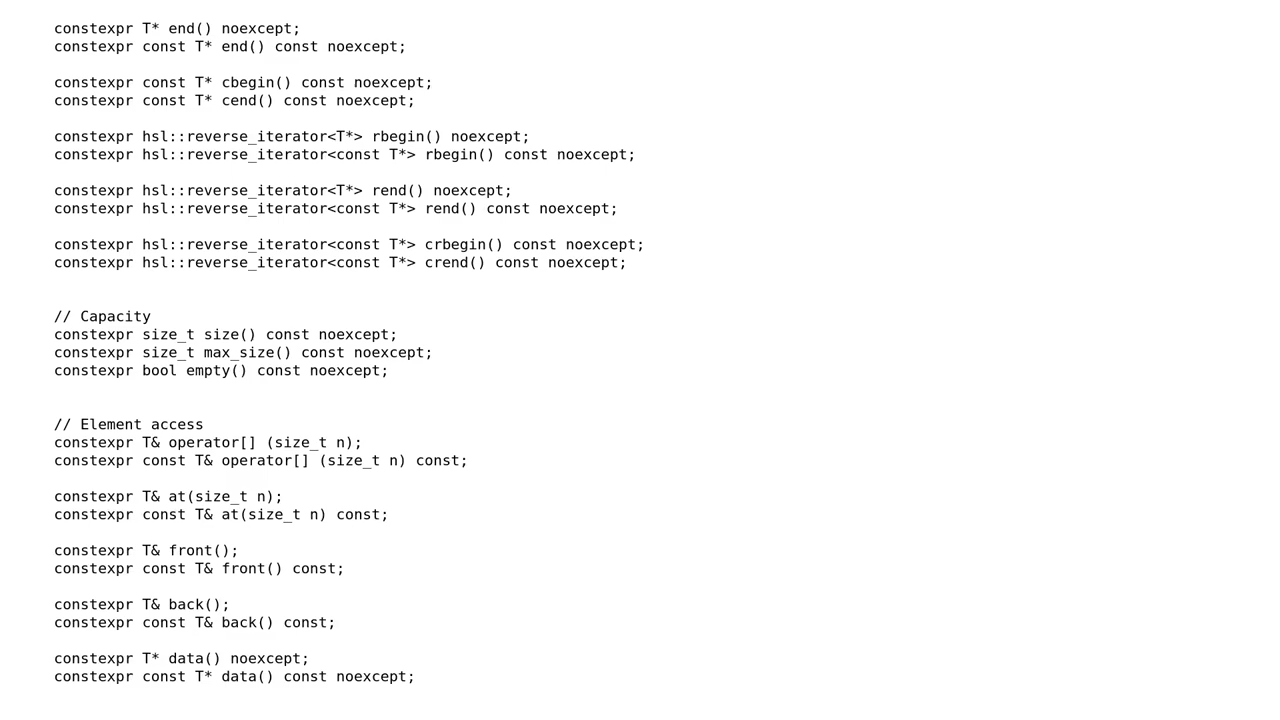 constexpr T* end() noexcept;
constexpr const T* end() const noexcept;
constexpr const T* cbegin() const noexcept;
constexpr const T* cend() const noexcept;
constexpr hsl::reverse_iterator<T*> rbegin() noexcept;
constexpr hsl::reverse_iterator<const T*> rbegin() const noexcept;
constexpr hsl::reverse_iterator<T*> rend() noexcept;
constexpr hsl::reverse_iterator<const T*> rend() const noexcept;
constexpr hsl::reverse_iterator<const T*> crbegin() const noexcept;
constexpr hsl::reverse_iterator<const T*> crend() const noexcept;
// Capacity
constexpr size_t size() const noexcept;
constexpr size_t max_size() const noexcept;
constexpr bool empty() const noexcept;
// Element access
constexpr T& operator[] (size_t n);
constexpr const T& operator[] (size_t n) const;
constexpr T& at(size_t n);
constexpr const T& at(size_t n) const;
constexpr T& front();
constexpr const T& front() const;
constexpr T& back();
constexpr const T& back() const;
constexpr T* data() noexcept;
constexpr const T* data() const noexcept;